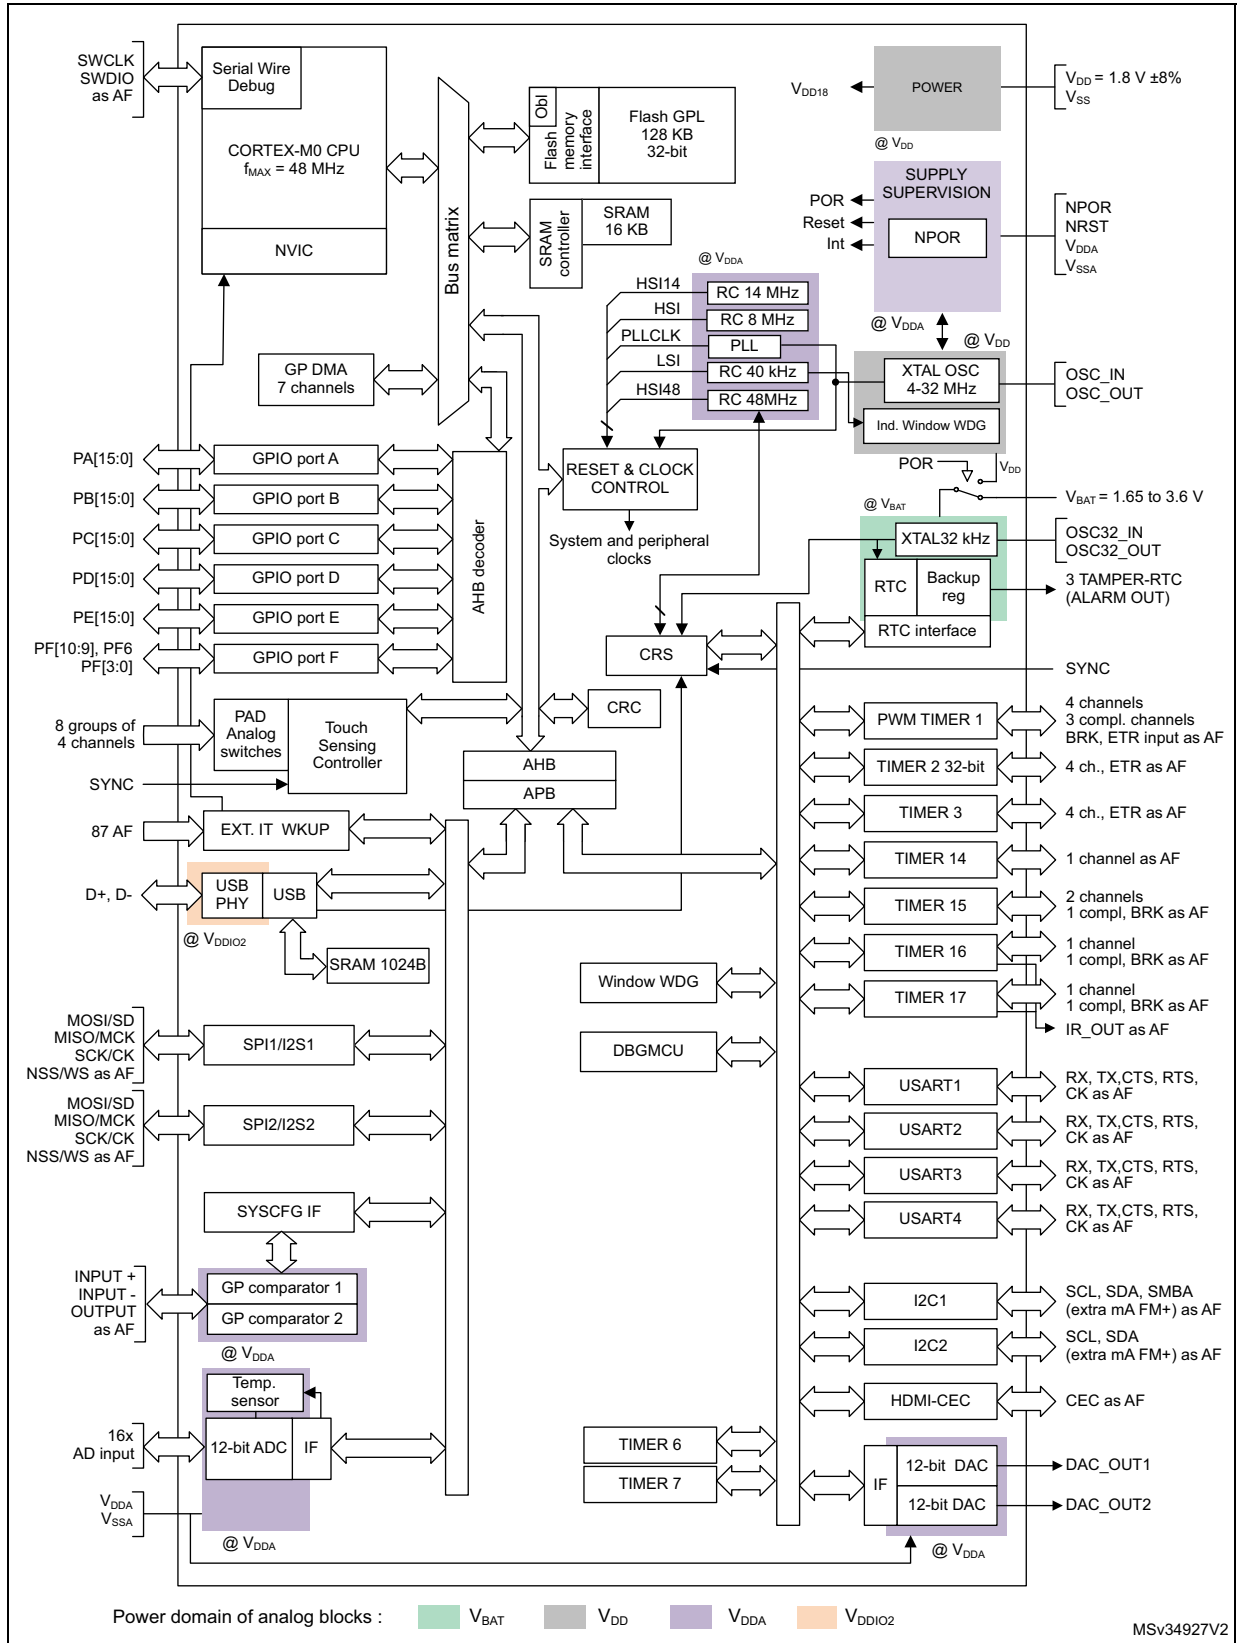 SWCLK
SWDIO
as AF
Serial Wire
Debug
CORTEX-M0 CPU
fMAX = 48 MHz
NVIC
Bus matrix
Obl
Flash
memory
interface
Flash GPL
128 KB
32-bit
SRAM
controller
SRAM
16 KB
VDD18
POWER
VDD = 1.8 V ±8%
VSS
@ VDD
SUPPLY
SUPERVISION
POR
Reset
Int
NPOR
NPOR
NRST
VDDA
VSSA
@ VDDA
HSI14
RC 14 MHz
HSI
RC 8 MHz
PLLCLK
PLL
LSI
RC 40 kHz
HSI48
RC 48MHz
@ VDDA
@ VDD
XTAL OSC
4-32 MHz
OSC_IN
OSC_OUT
Ind. Window WDG
GP DMA
7 channels
PA[15:0]
GPIO port A
PB[15:0]
GPIO port B
PC[15:0]
GPIO port C
PD[15:0]
GPIO port D
PE[15:0]
GPIO port E
PF[10:9], PF6
PF[3:0]
GPIO port F
AHB decoder
RESET & CLOCK
CONTROL
System and peripheral
clocks
POR
VDD
VBAT = 1.65 to 3.6 V
@ VBAT
XTAL32 kHz
OSC32_IN
OSC32_OUT
RTC
Backup
reg
3 TAMPER-RTC
(ALARM OUT)
RTC interface
CRS
SYNC
8 groups of
4 channels
PAD
Analog
switches
Touch
Sensing
Controller
SYNC
CRC
AHB
APB
87 AF
EXT. IT WKUP
D+, D-
USB
PHY
USB
@ VDDIO2
SRAM 1024B
PWM TIMER 1
4 channels
3 compl. channels
BRK, ETR input as AF
TIMER 2 32-bit
4 ch., ETR as AF
TIMER 3
4 ch., ETR as AF
TIMER 14
1 channel as AF
TIMER 15
2 channels
1 compl, BRK as AF
TIMER 16
1 channel
1 compl, BRK as AF
TIMER 17
1 channel
1 compl, BRK as AF
IR_OUT as AF
Window WDG
DBGMCU
MOSI/SD
MISO/MCK
SCK/CK
NSS/WS as AF
SPI1/I2S1
MOSI/SD
MISO/MCK
SCK/CK
NSS/WS as AF
SPI2/I2S2
USART1
RX, TX,CTS, RTS,
CK as AF
USART2
RX, TX,CTS, RTS,
CK as AF
USART3
RX, TX,CTS, RTS,
CK as AF
USART4
RX, TX,CTS, RTS,
CK as AF
SYSCFG IF
INPUT +
INPUT -
OUTPUT
as AF
GP comparator 1
GP comparator 2
@ VDDA
I2C1
SCL, SDA, SMBA
(extra mA FM+) as AF
I2C2
SCL, SDA
(extra mA FM+) as AF
HDMI-CEC
CEC as AF
Temp.
sensor
16x
AD input
12-bit ADC
IF
VDDA
VSSA
@ VDDA
TIMER 6
TIMER 7
IF
12-bit DAC
DAC_OUT1
12-bit DAC
DAC_OUT2
@ VDDA
Power domain of analog blocks :
VBAT
VDD
VDDA
VDDIO2
MSv34927V2